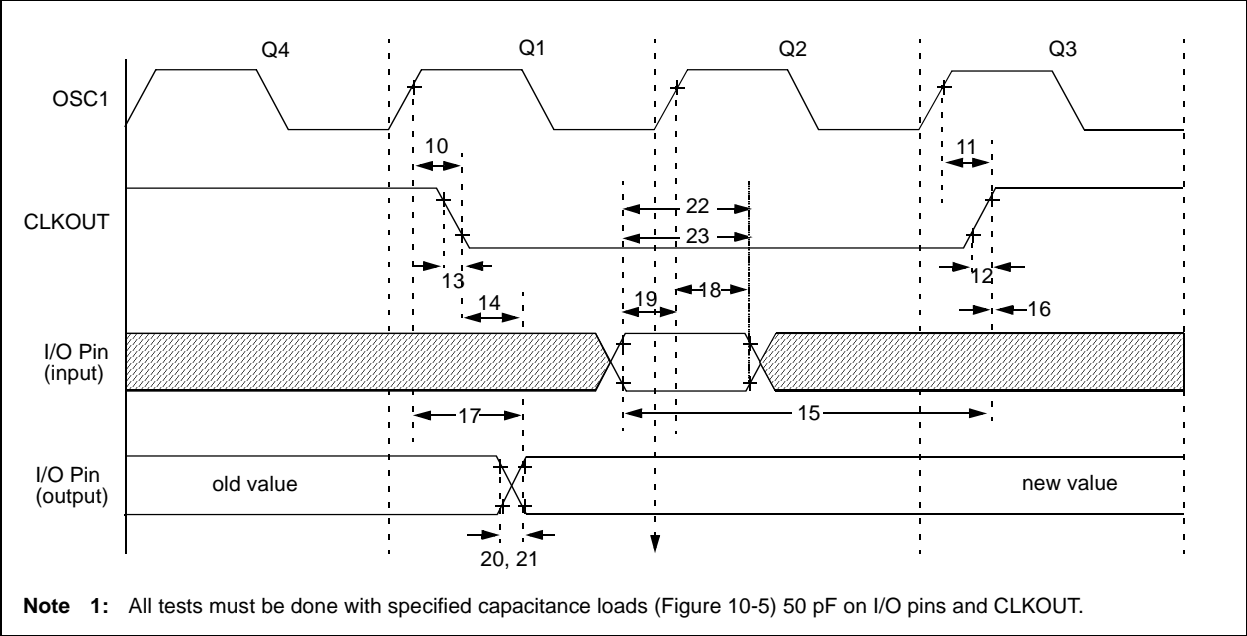 Q4 Q1 Q2 Q3
OSC1
10 11
CLKOUT
22
23
13 12
18
19
14
16
I/O Pin
(input)
17 15
I/O Pin
(output)
old value new value
20, 21
Note 1: All tests must be done with specified capacitance loads (Figure 10-5) 50 pF on I/O pins and CLKOUT.